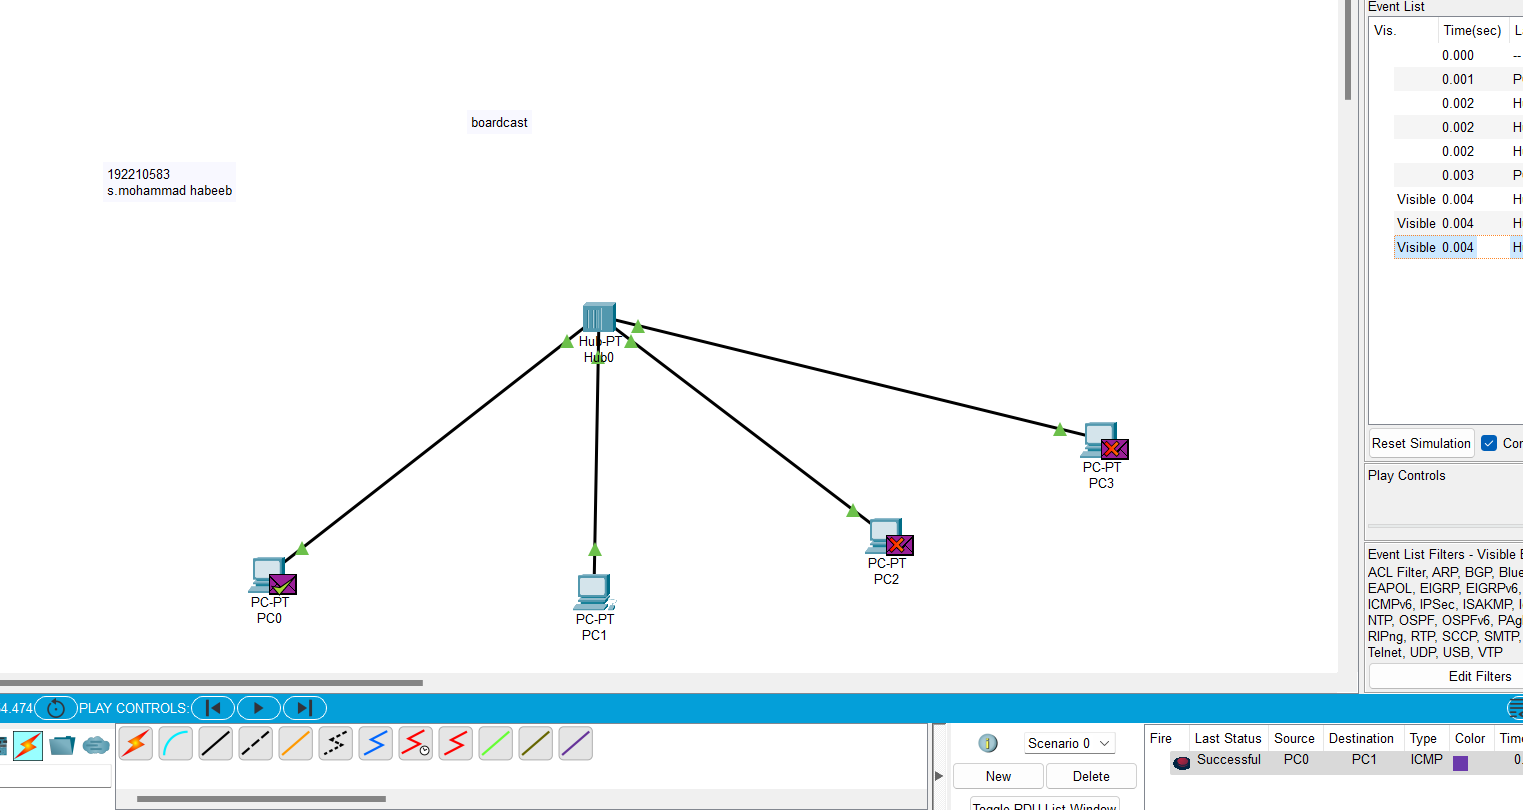 Event List
Vis. Time(sec)
0.000 --
0.001
0.002 H
0.002 H
0.002 H
0.003
Visible 0.004 H
Visible 0.004 H
Visible 0.004 H
boardcast
192210583
s.mohammad habeeb
Hub-PT
Hub0
PC-PT
PC3
PC-PT
PC2
PC-PT
PC0
PC-PT
PC1
Reset Simulation
Play Controls
Event List Filters - Visible
ACL Filter, ARP, BGP, Blue
EAPOL, EIGRP, EIGRPv6,
ICMPv6, IPSec, ISAKMP,
NTP, OSPF, OSPFv6, PAg
RIPng, RTP, SCCP, SMTP,
Telnet, UDP, USB, VTP
Edit Filters
4.474 PLAY CONTROLS:
Scenario 0
New Delete
Toggle PDU List Window
Fire Last Status Source Destination Type Color Time
Successful PC0 PC1 ICMP 0.